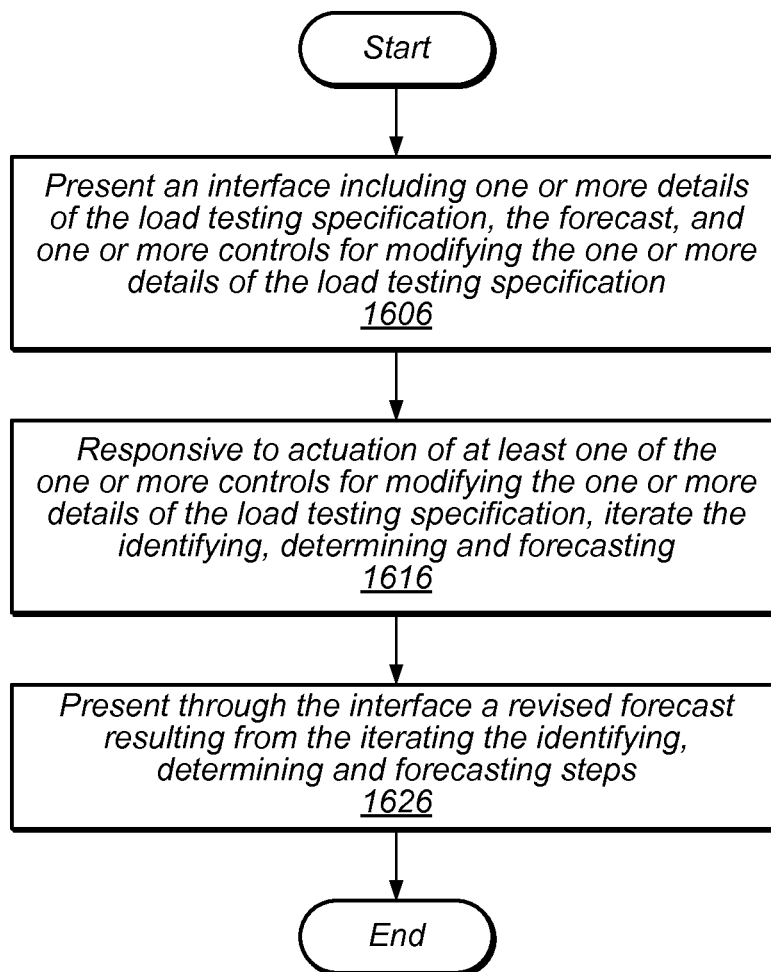 Start
Present an interface including one or more details
of the load testing specification, the forecast, and
one or more controls for modifying the one or more
details of the load testing specification
1606
Responsive to actuation of at least one of the
one or more controls for modifying the one or more
details of the load testing specification, iterate the
identifying, determining and forecasting
1616
Present through the interface a revised forecast
resulting from the iterating the identifying,
determining and forecasting steps
1626
End